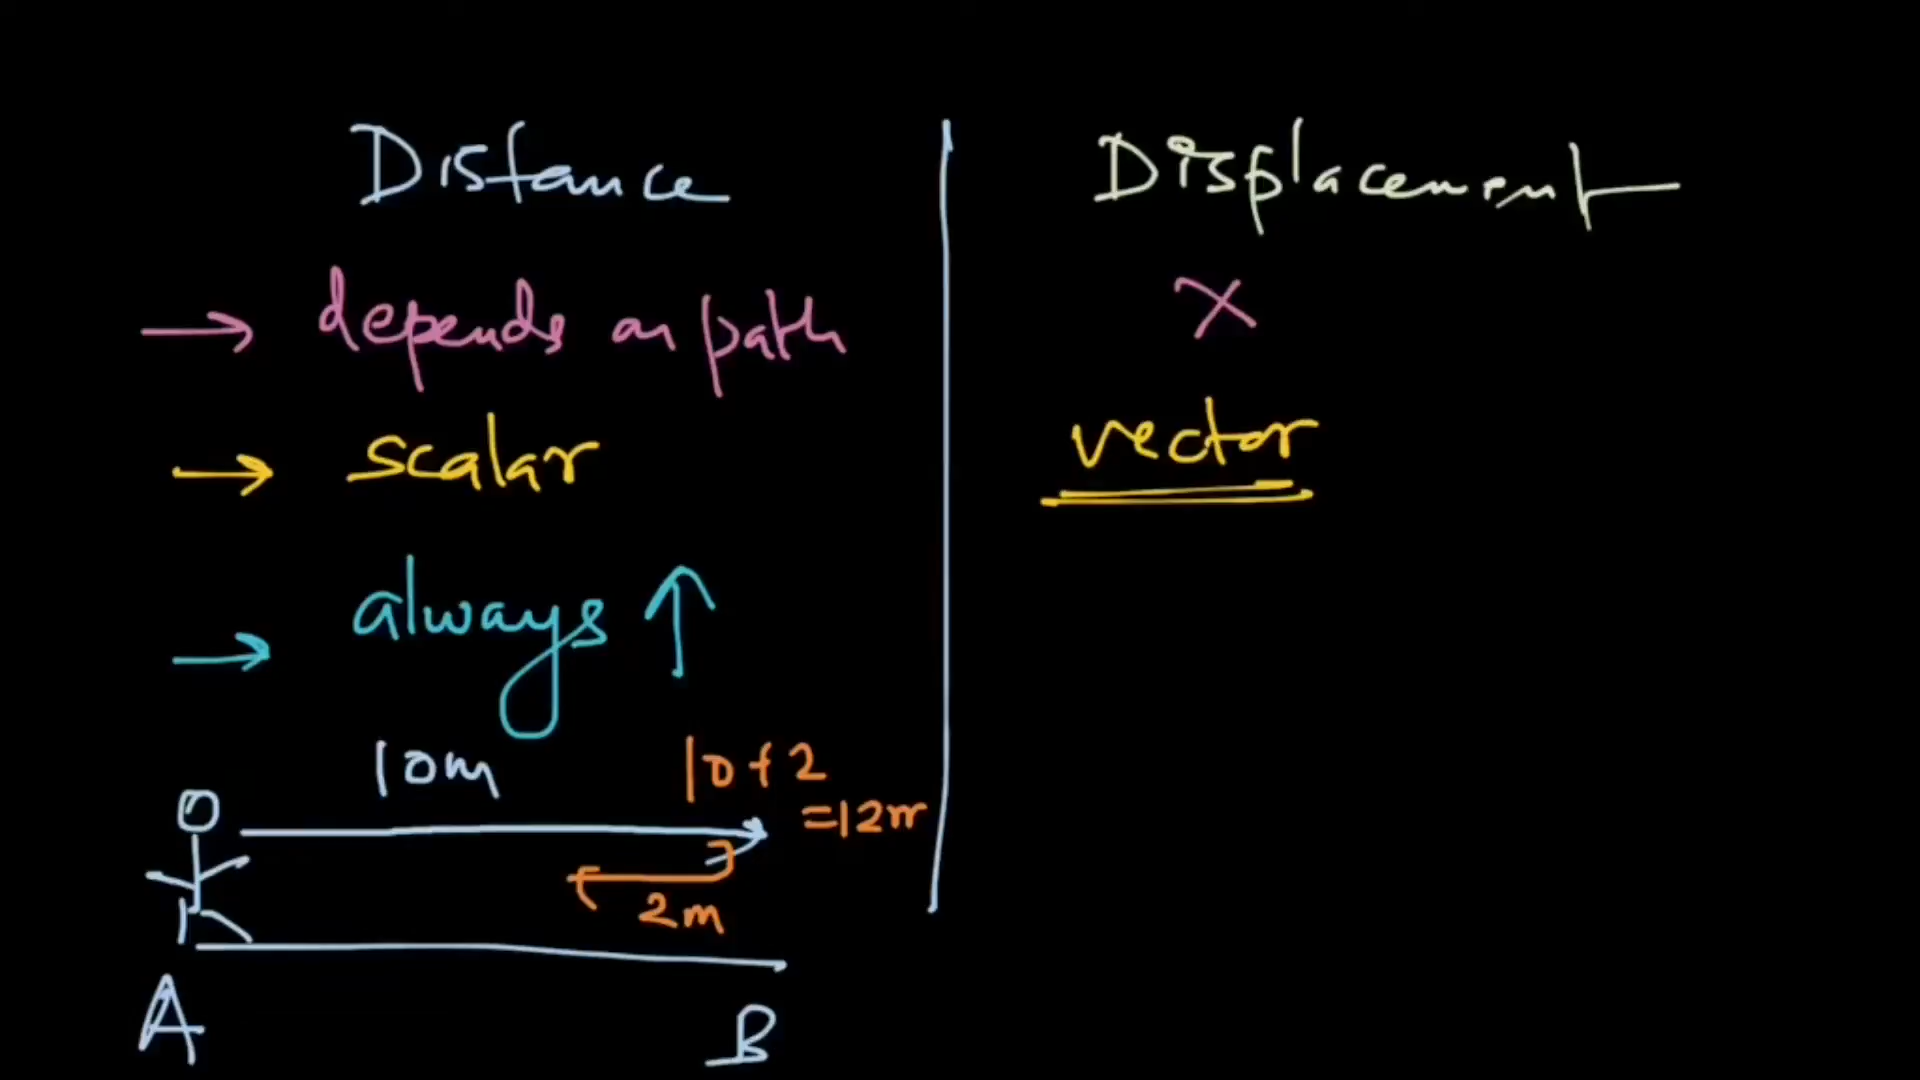 Distance
Displacement
→ depends on path
X
→ scalar
vector
→ always ↑
10m
10+2
=12m
2m
A
B